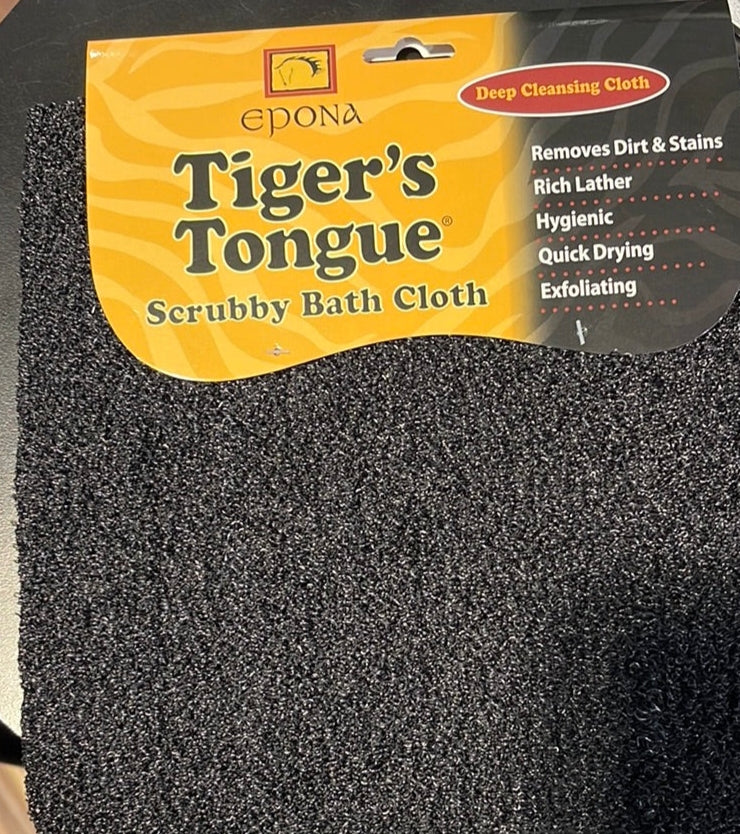 EPONA
Tiger's
Tongue®
Scrubby Bath Cloth
Deep Cleansing Cloth
Removes Dirt & Stains
Rich Lather
Hygienic
Quick Drying
Exfoliating